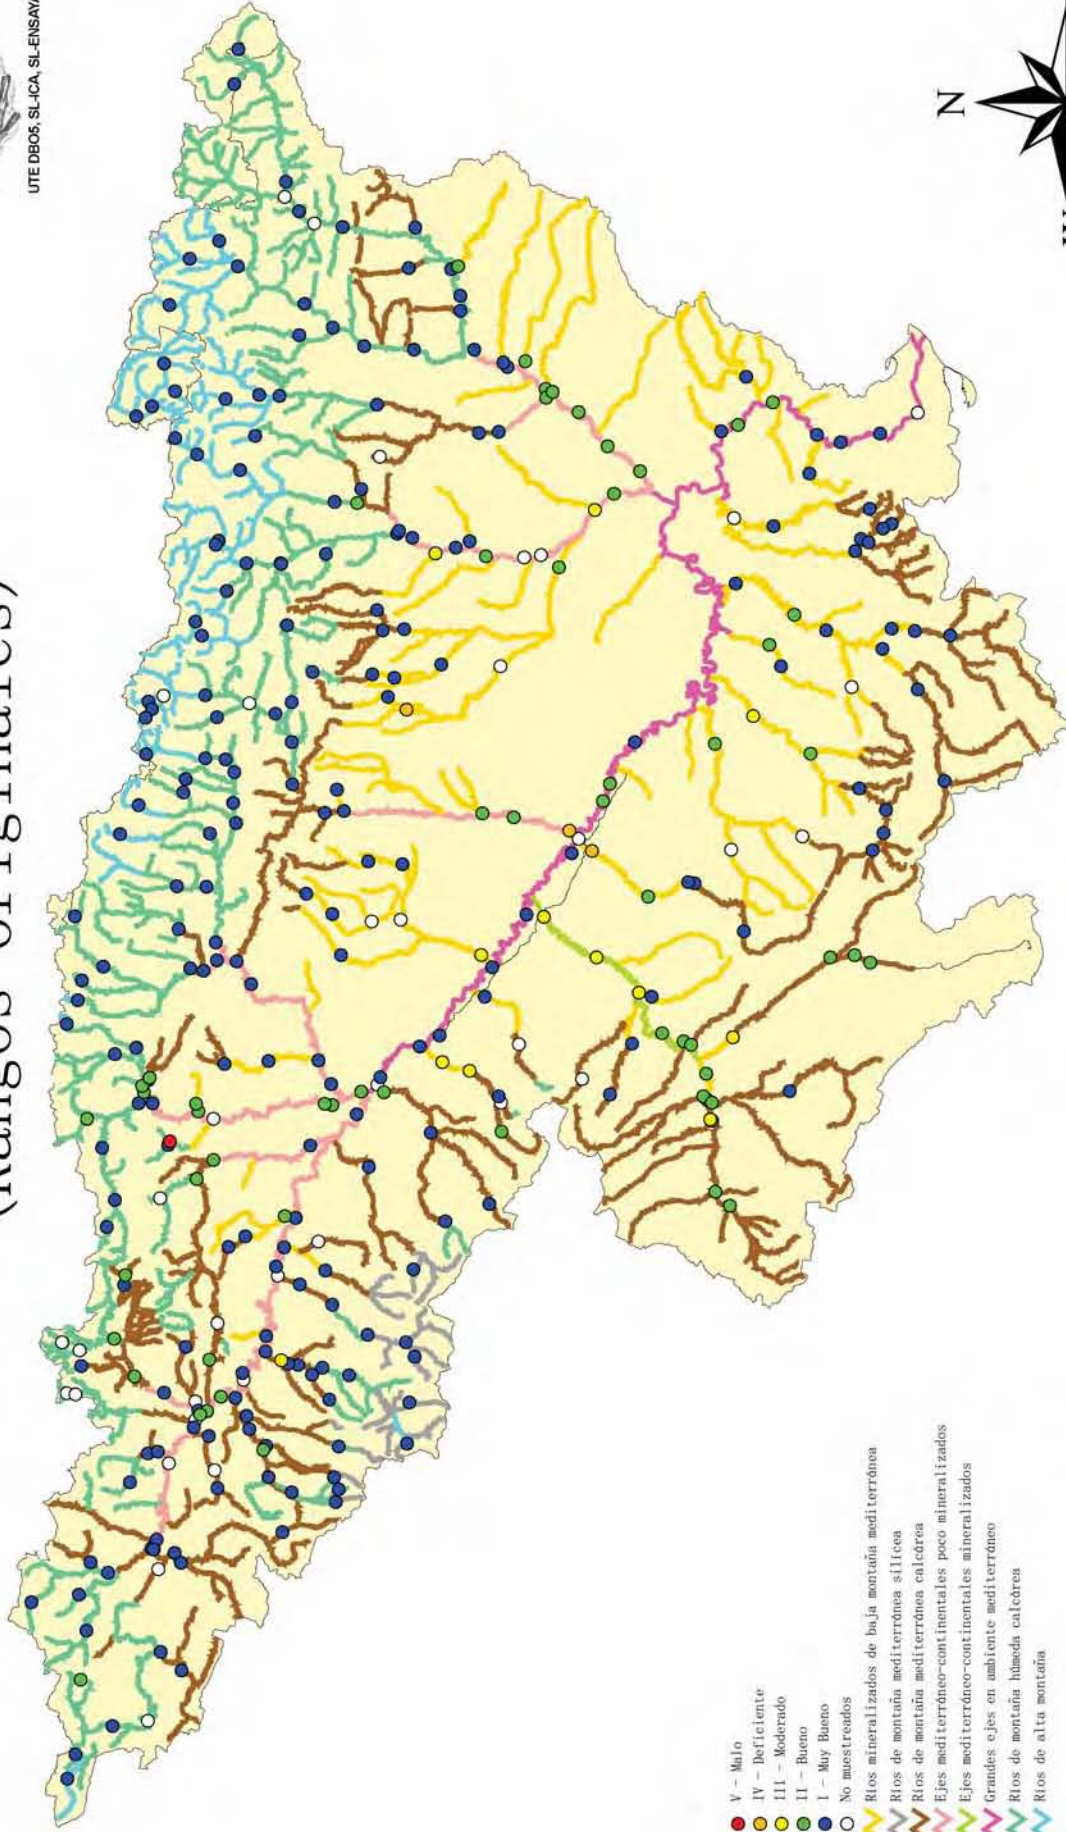 UTE DBO5, SL-ICA, SL-ENSAYA
(Rangos originales)
N
V - Malo
IV - Deficiente
III - Moderado
II - Bueno
I - Muy Bueno
No muestreados
Ríos mineralizados de baja montaña mediterránea
Ríos de montaña mediterránea silícea
Ríos de montaña mediterránea calcárea
Ejes mediterráneo-continentales poco mineralizados
Ejes mediterráneo-continentales mineralizados
Grandes ejes en ambiente mediterráneo
Ríos de montaña húmeda calcárea
Ríos de alta montaña